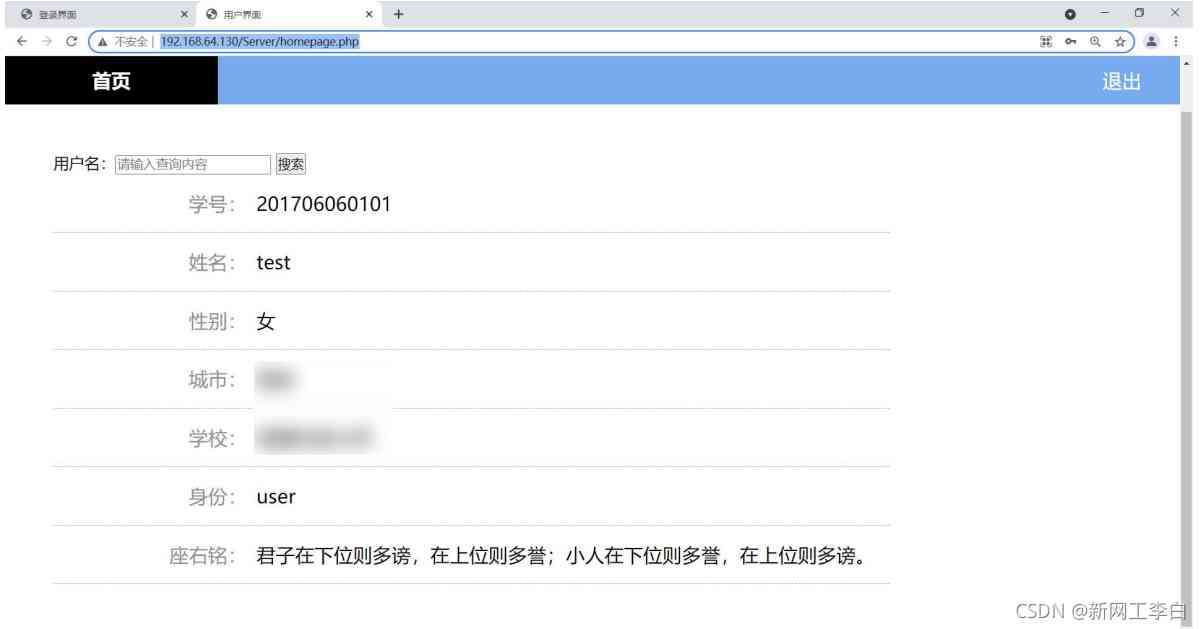 登录界面
用户界面
不安全 | 192.168.64.130/Server/homepage.php
首页
退出
用户名： 请输入查询内容 搜索
学号： 201706060101
姓名： test
性别： 女
城市：
学校：
身份： user
座右铭： 君子在下位则多谤，在上位则多誉；小人在下位则多誉，在上位则多谤。
CSDN @新网工李白